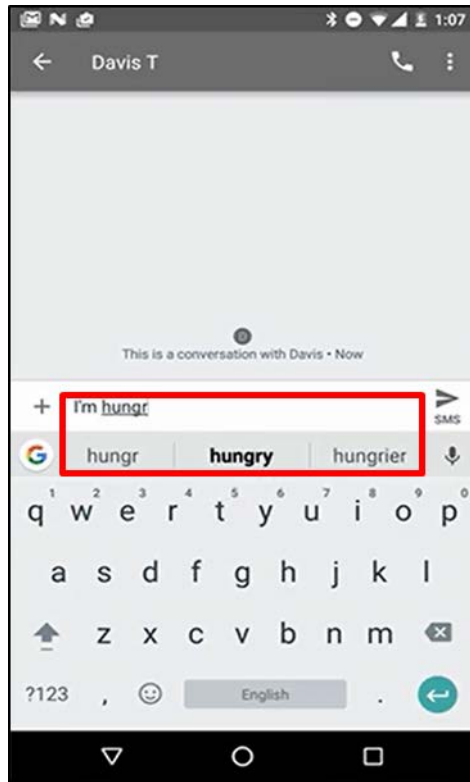 1:07
Davis T
This is a conversation with Davis • Now
I'm hungr
SMS
G hungr hungry hungrier
1 2 3 4 5 6 7 8 9 0
q w e r t y u i o p
a s d f g h j k l
z x c v b n m
?123 , English .